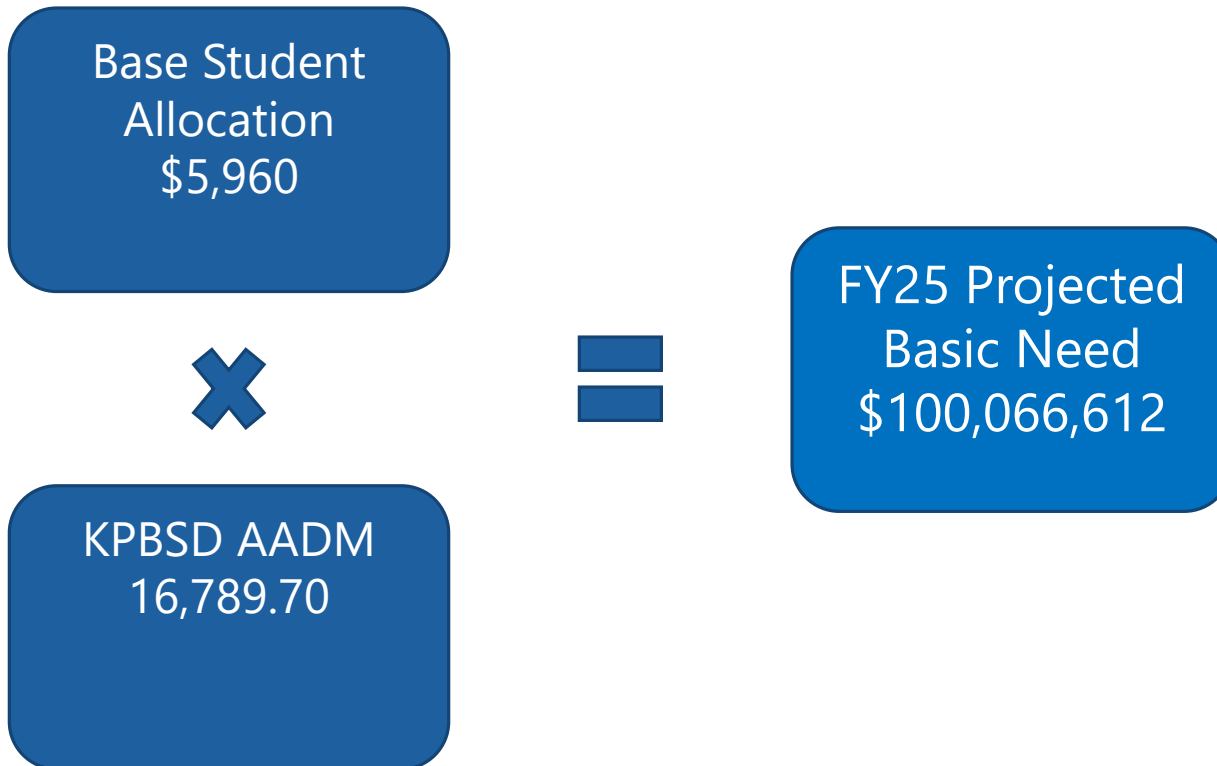 Base Student
Allocation
$5,960
KPBSD AADM
16,789.70
FY25 Projected
Basic Need
$100,066,612